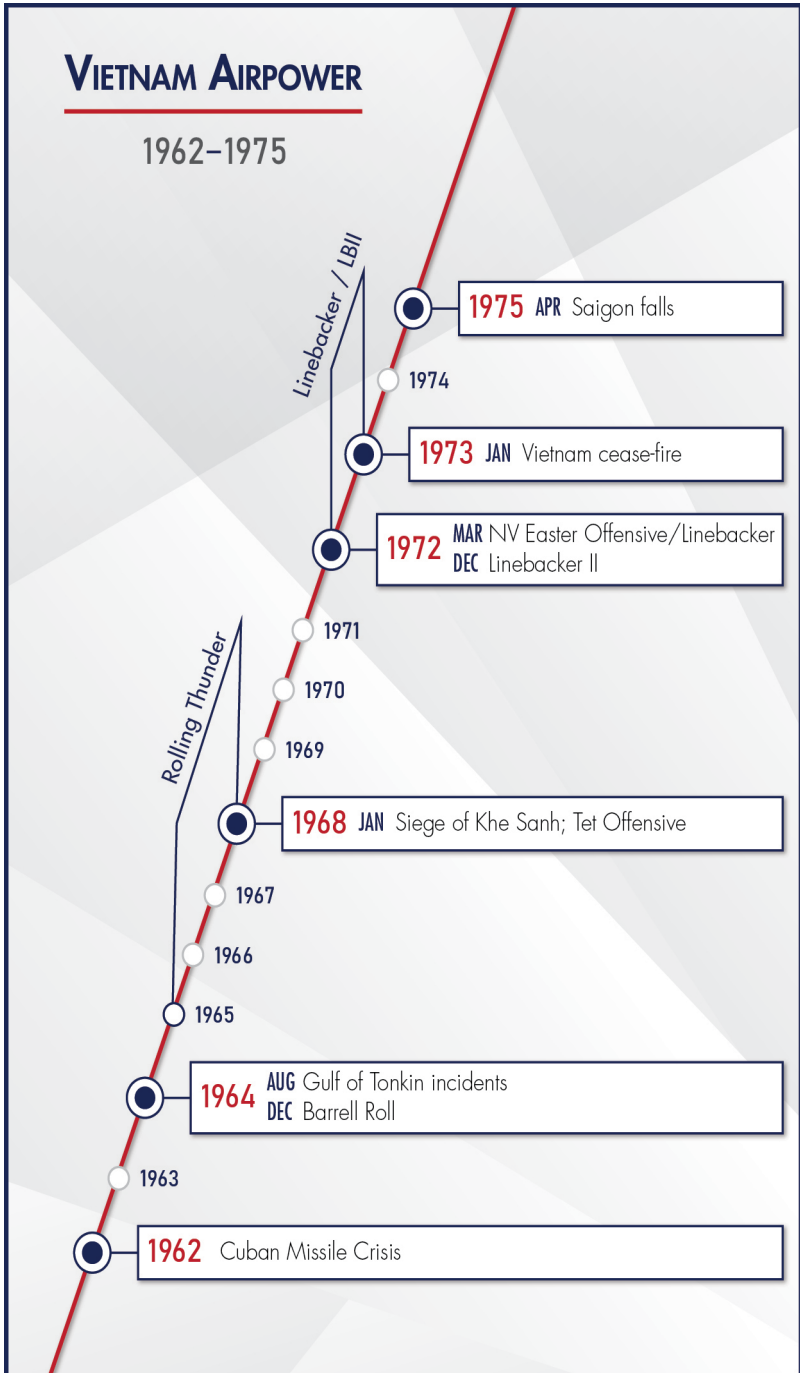 VIETNAM AIRPOWER
1962–1975
Linebacker / LBII
1975 APR Saigon falls
1974
1973 JAN Vietnam cease-fire
1972 MAR NV Easter Offensive/Linebacker
DEC Linebacker II
1971
Rolling Thunder
1970
1969
1968 JAN Siege of Khe Sanh; Tet Offensive
1967
1966
1965
1964 AUG Gulf of Tonkin incidents
DEC Barrell Roll
1963
1962 Cuban Missile Crisis